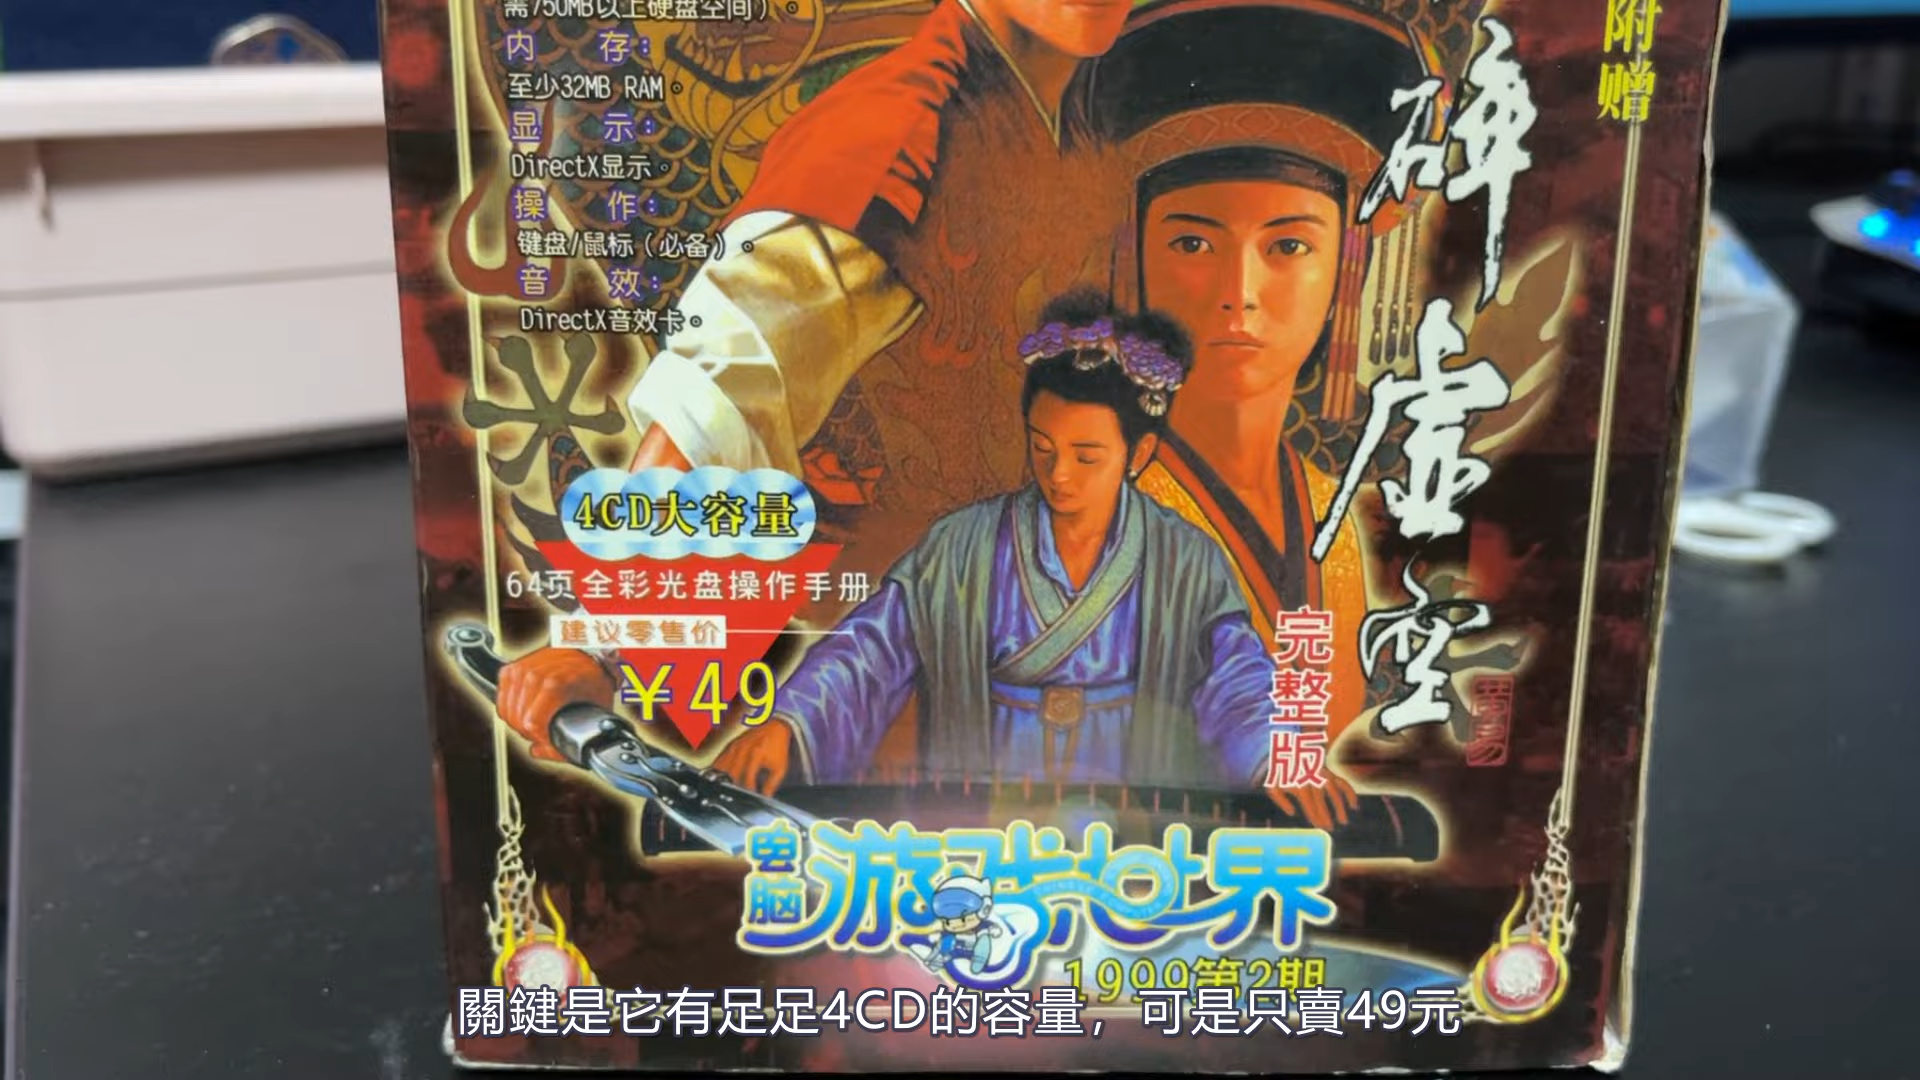 需750MB以上硬盘空间）。
内 存：
至少32MB RAM。
显 示：
DirectX显示。
操 作：
键盘/鼠标（必备）。
音 效：
DirectX音效卡。
4CD大容量
64页全彩光盘操作手册
建议零售价
￥49
附赠
碎虚空
完整版
电脑
游戏世界
1999第2期
關鍵是它有足足4CD的容量，可是只賣49元